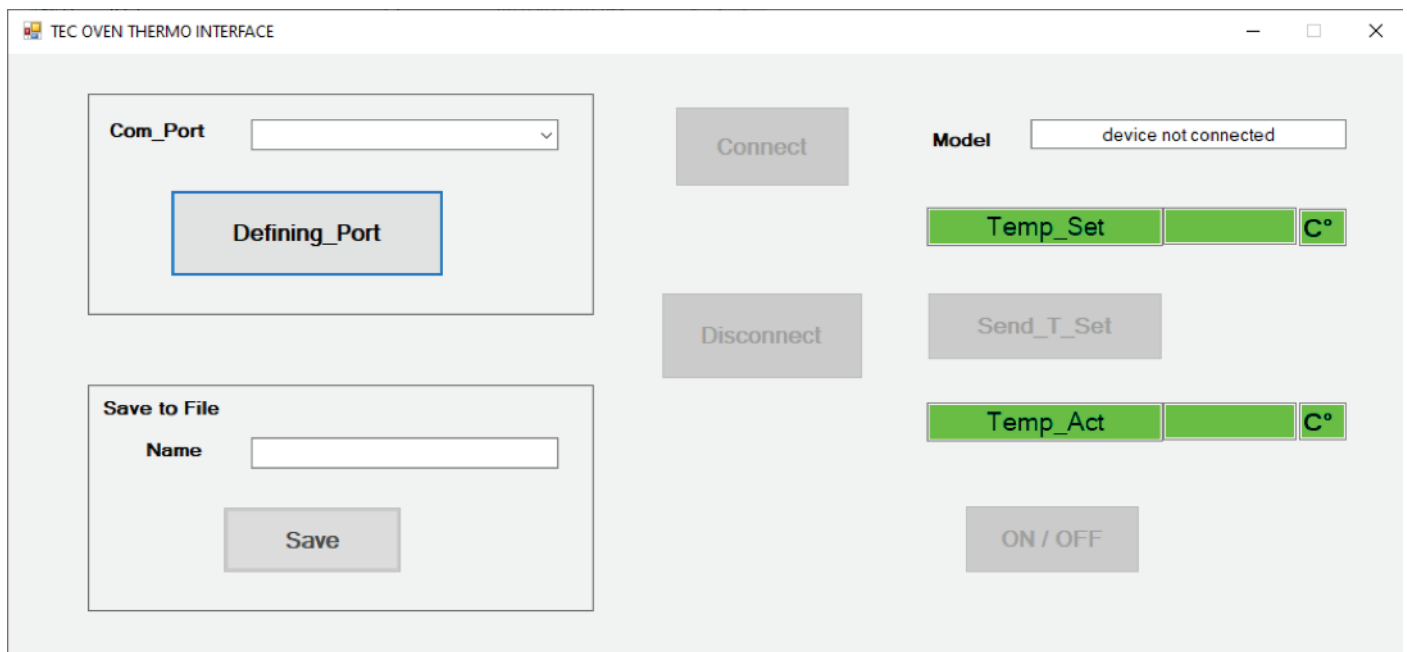 TEC OVEN THERMO INTERFACE
Com_Port
Defining_Port
Connect
Model
device not connected
Temp_Set
C°
Disconnect
Send_T_Set
Save to File
Name
Save
Temp_Act
C°
ON / OFF